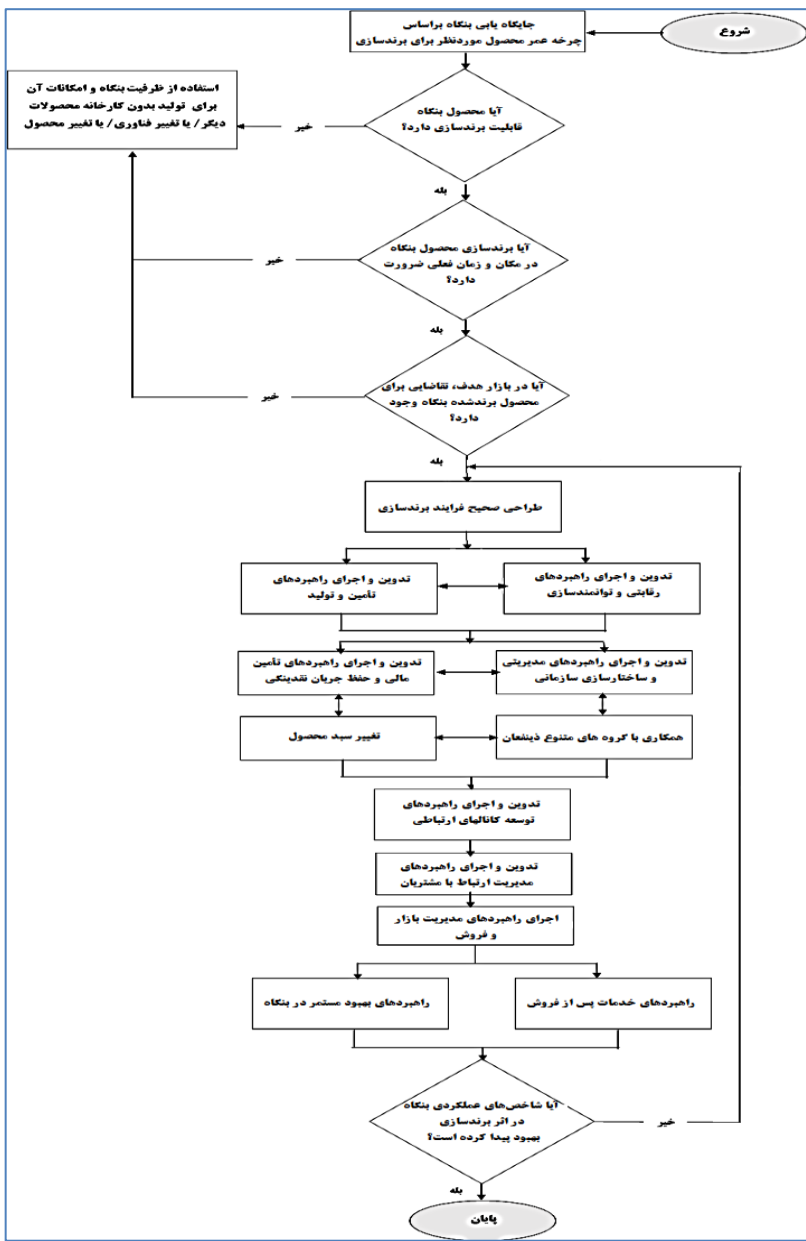 شروع
جایگاه یابی بنگاه براساس
چرخه عمر محصول موردنظر برای برندسازی
استفاده از ظرفیت بنگاه و امکانات آن
برای تولید بدون کارخانه محصولات
دیگر/ یا تغییر فناوری/ یا تغییر محصول
خیر
آیا محصول بنگاه
قابلیت برندسازی دارد؟
بله
آیا برندسازی محصول بنگاه
در مکان و زمان فعلی ضرورت
دارد؟
خیر
بله
آیا در بازار هدف، تقاضایی برای
محصول برندشده بنگاه وجود
دارد؟
خیر
بله
طراحی صحیح فرایند برندسازی
تدوین و اجرای راهبردهای
رقابتی و توانمندسازی
تدوین و اجرای راهبردهای
تأمین و تولید
تدوین و اجرای راهبردهای مدیریتی
و ساختارسازی سازمانی
تدوین و اجرای راهبردهای تأمین
مالی و حفظ جریان نقدینگی
همکاری با گروه های متنوع ذینفعان
تغییر سبد محصول
تدوین و اجرای راهبردهای
توسعه کانالهای ارتباطی
تدوین و اجرای راهبردهای
مدیریت ارتباط با مشتریان
اجرای راهبردهای مدیریت بازار
و فروش
راهبردهای خدمات پس از فروش
راهبردهای بهبود مستمر در بنگاه
آیا شاخص‌های عملکردی بنگاه
در اثر برندسازی
بهبود پیدا کرده است؟
خیر
بله
پایان